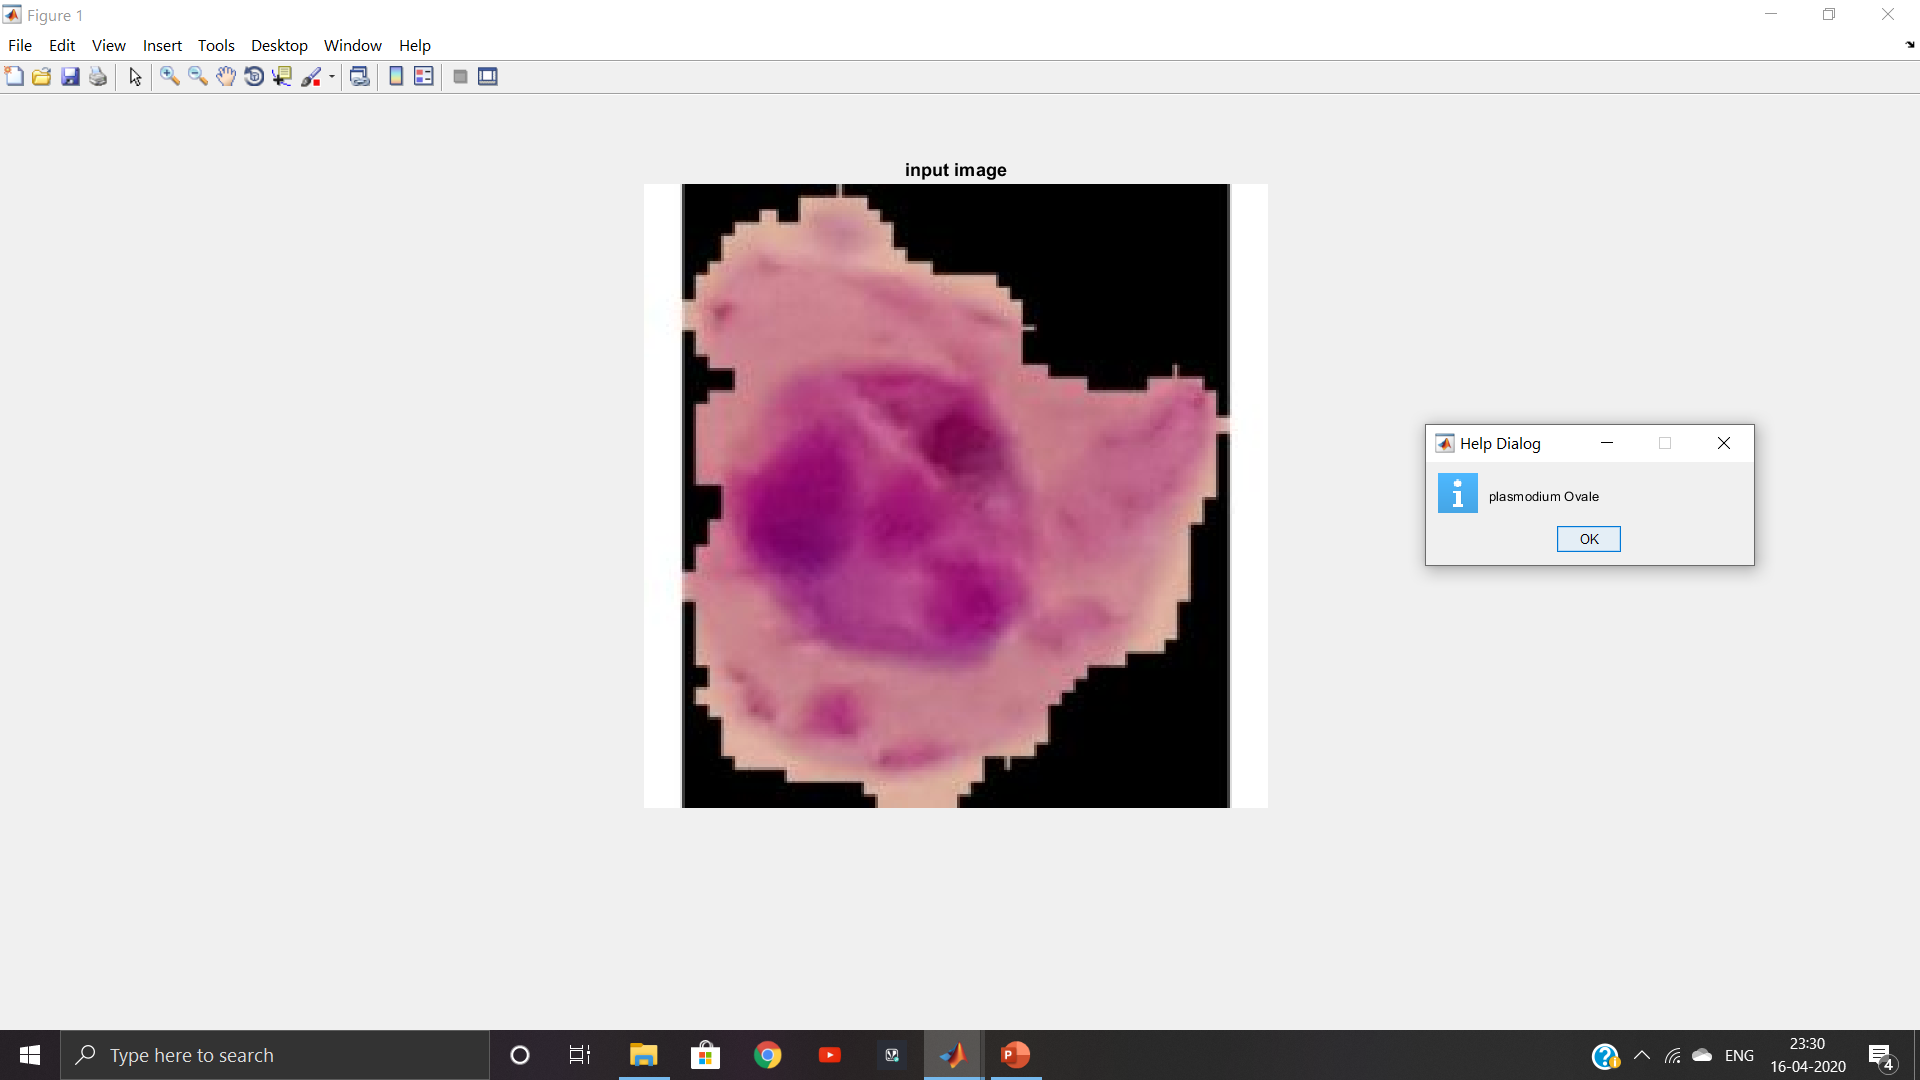 Figure 1
File Edit View Insert Tools Desktop Window Help
input image
Help Dialog
plasmodium Ovale
OK
Type here to search
P
ENG
23:30
16-04-2020
4